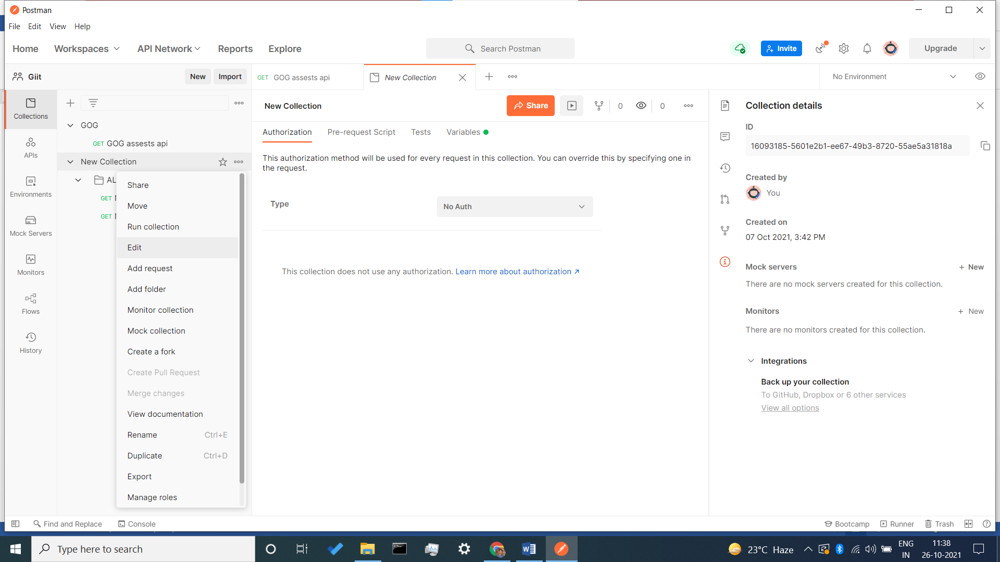 Postman
File Edit View Help
Home Workspaces API Network Reports Explore
Search Postman
Invite
Upgrade
Giit
New Import
GET GOG assests api
New Collection
No Environment
Collections
APIs
Environments
Mock Servers
Monitors
Flows
History
GOG
GET GOG assests api
New Collection
AL
GET
GET
Share
Move
Run collection
Edit
Add request
Add folder
Monitor collection
Mock collection
Create a fork
Create Pull Request
Merge changes
View documentation
Rename Ctrl+E
Duplicate Ctrl+D
Export
Manage roles
New Collection
Share
0
0
Authorization Pre-request Script Tests Variables
This authorization method will be used for every request in this collection. You can override this by specifying one in
the request.
Type
No Auth
This collection does not use any authorization. Learn more about authorization
Collection details
ID
16093185-5601e2b1-ee67-49b3-8720-55ae5a31818a
Created by
You
Created on
07 Oct 2021, 3:42 PM
Mock servers + New
There are no mock servers created for this collection.
Monitors + New
There are no monitors created for this collection.
Integrations
Back up your collection
To GitHub, Dropbox or 6 other services
View all options
Find and Replace Console
Bootcamp Runner Trash
Type here to search
23°C Haze
ENG
IN
11:38
26-10-2021